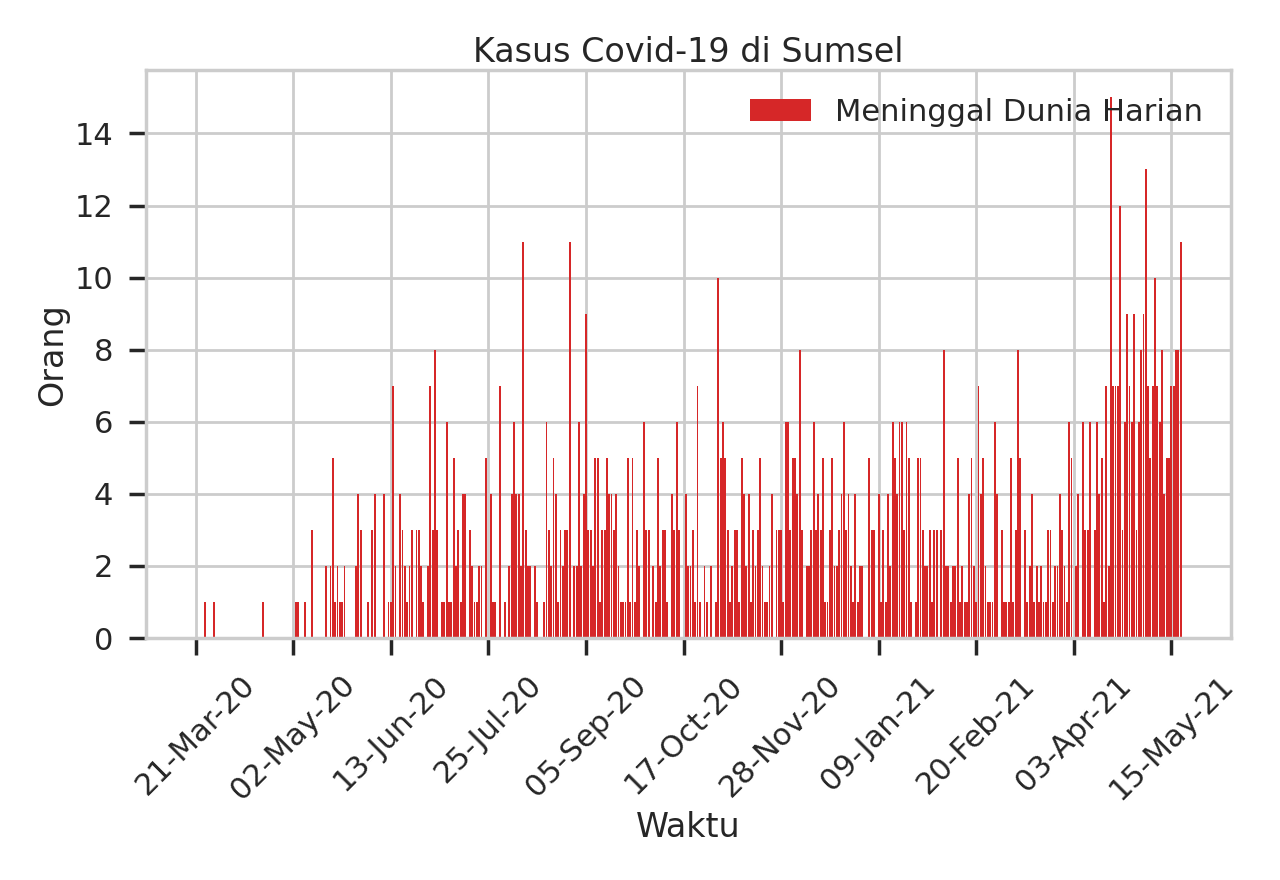 Kasus Covid-19 di Sumsel
Meninggal Dunia Harian
Orang
14
12
10
8
6
4
2
0
21-Mar-20
02-May-20
13-Jun-20
25-Jul-20
05-Sep-20
17-Oct-20
28-Nov-20
09-Jan-21
20-Feb-21
03-Apr-21
15-May-21
Waktu